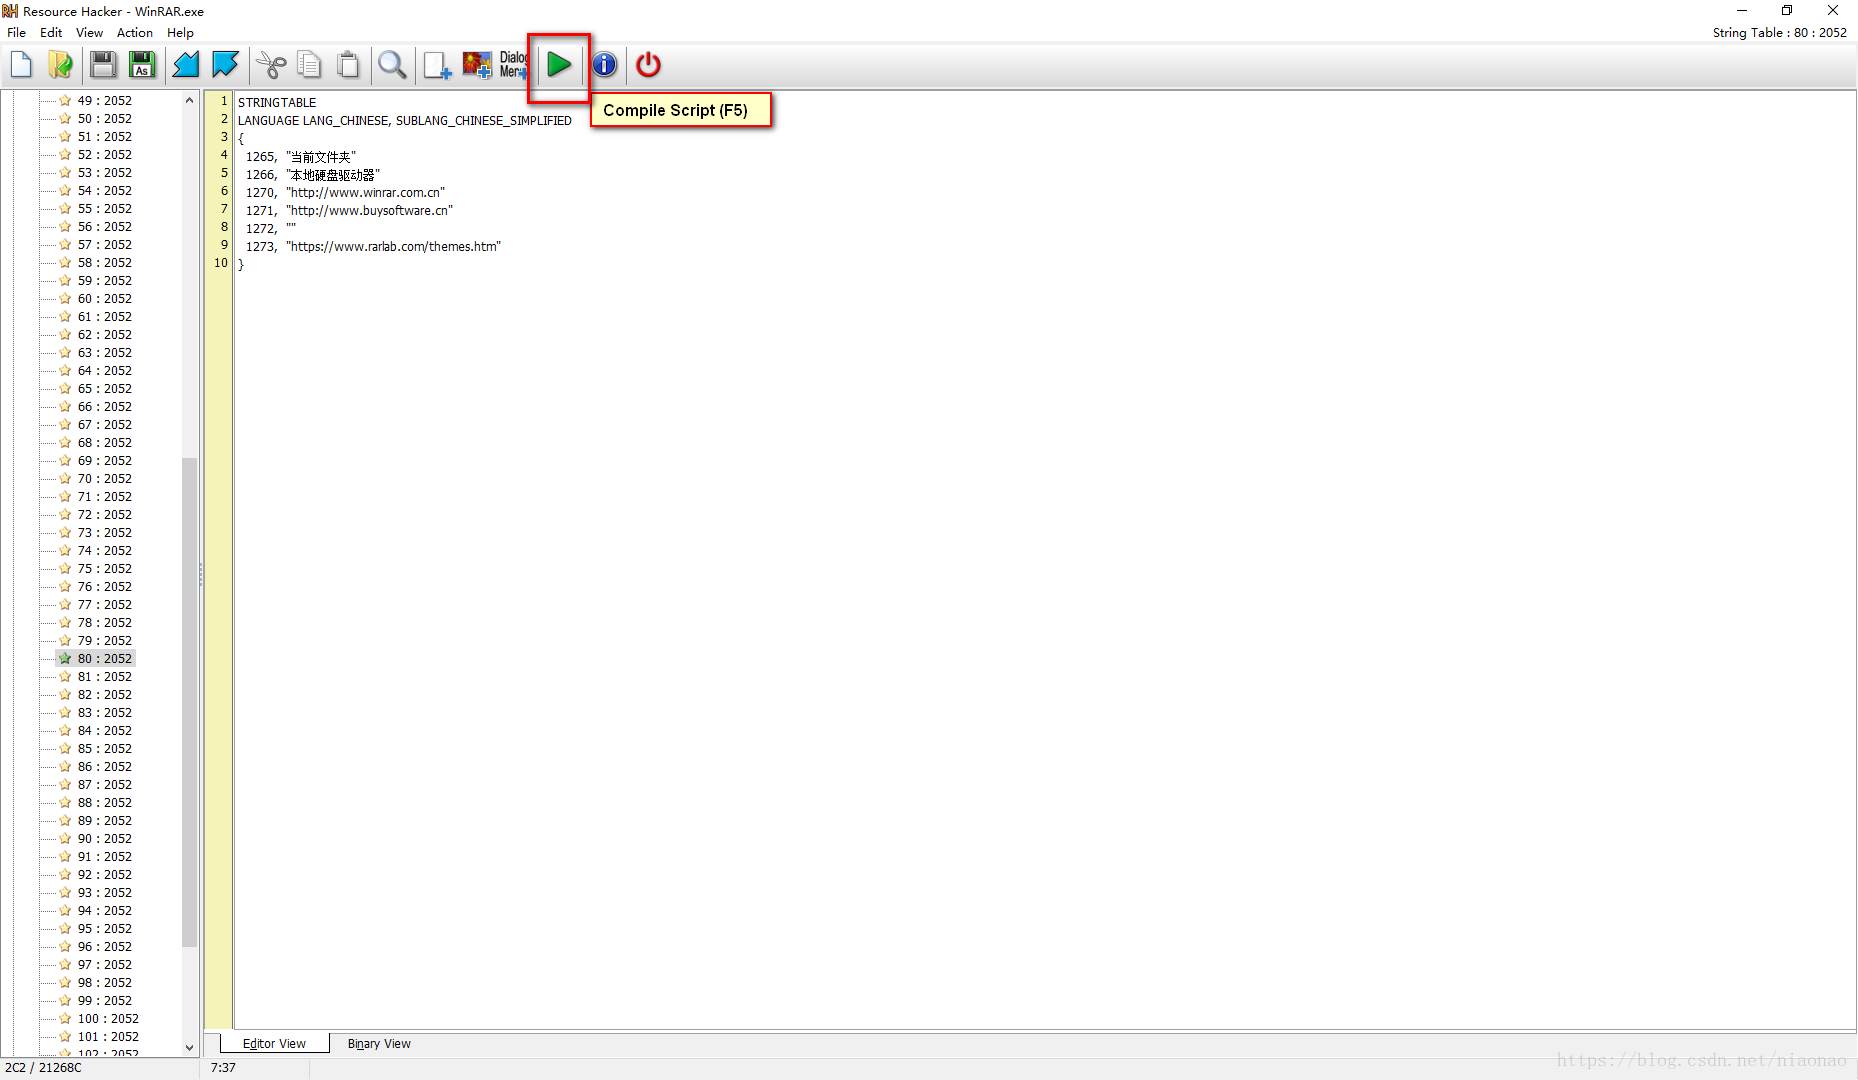 Resource Hacker - WinRAR.exe
File Edit View Action Help
String Table : 80 : 2052
As
Dialog
Men
Compile Script (F5)
49 : 2052
50 : 2052
51 : 2052
52 : 2052
53 : 2052
54 : 2052
55 : 2052
56 : 2052
57 : 2052
58 : 2052
59 : 2052
60 : 2052
61 : 2052
62 : 2052
63 : 2052
64 : 2052
65 : 2052
66 : 2052
67 : 2052
68 : 2052
69 : 2052
70 : 2052
71 : 2052
72 : 2052
73 : 2052
74 : 2052
75 : 2052
76 : 2052
77 : 2052
78 : 2052
79 : 2052
80 : 2052
81 : 2052
82 : 2052
83 : 2052
84 : 2052
85 : 2052
86 : 2052
87 : 2052
88 : 2052
89 : 2052
90 : 2052
91 : 2052
92 : 2052
93 : 2052
94 : 2052
95 : 2052
96 : 2052
97 : 2052
98 : 2052
99 : 2052
100 : 2052
101 : 2052
102 : 2052
1 STRINGTABLE
2 LANGUAGE LANG_CHINESE, SUBLANG_CHINESE_SIMPLIFIED
3 {
4 1265, "当前文件夹"
5 1266, "本地硬盘驱动器"
6 1270, "http://www.winrar.com.cn"
7 1271, "http://www.buysoftware.cn"
8 1272, ""
9 1273, "https://www.rarlab.com/themes.htm"
10 }
Editor View Binary View
2C2 / 21268C 7:37
https://blog.csdn.net/niaonao